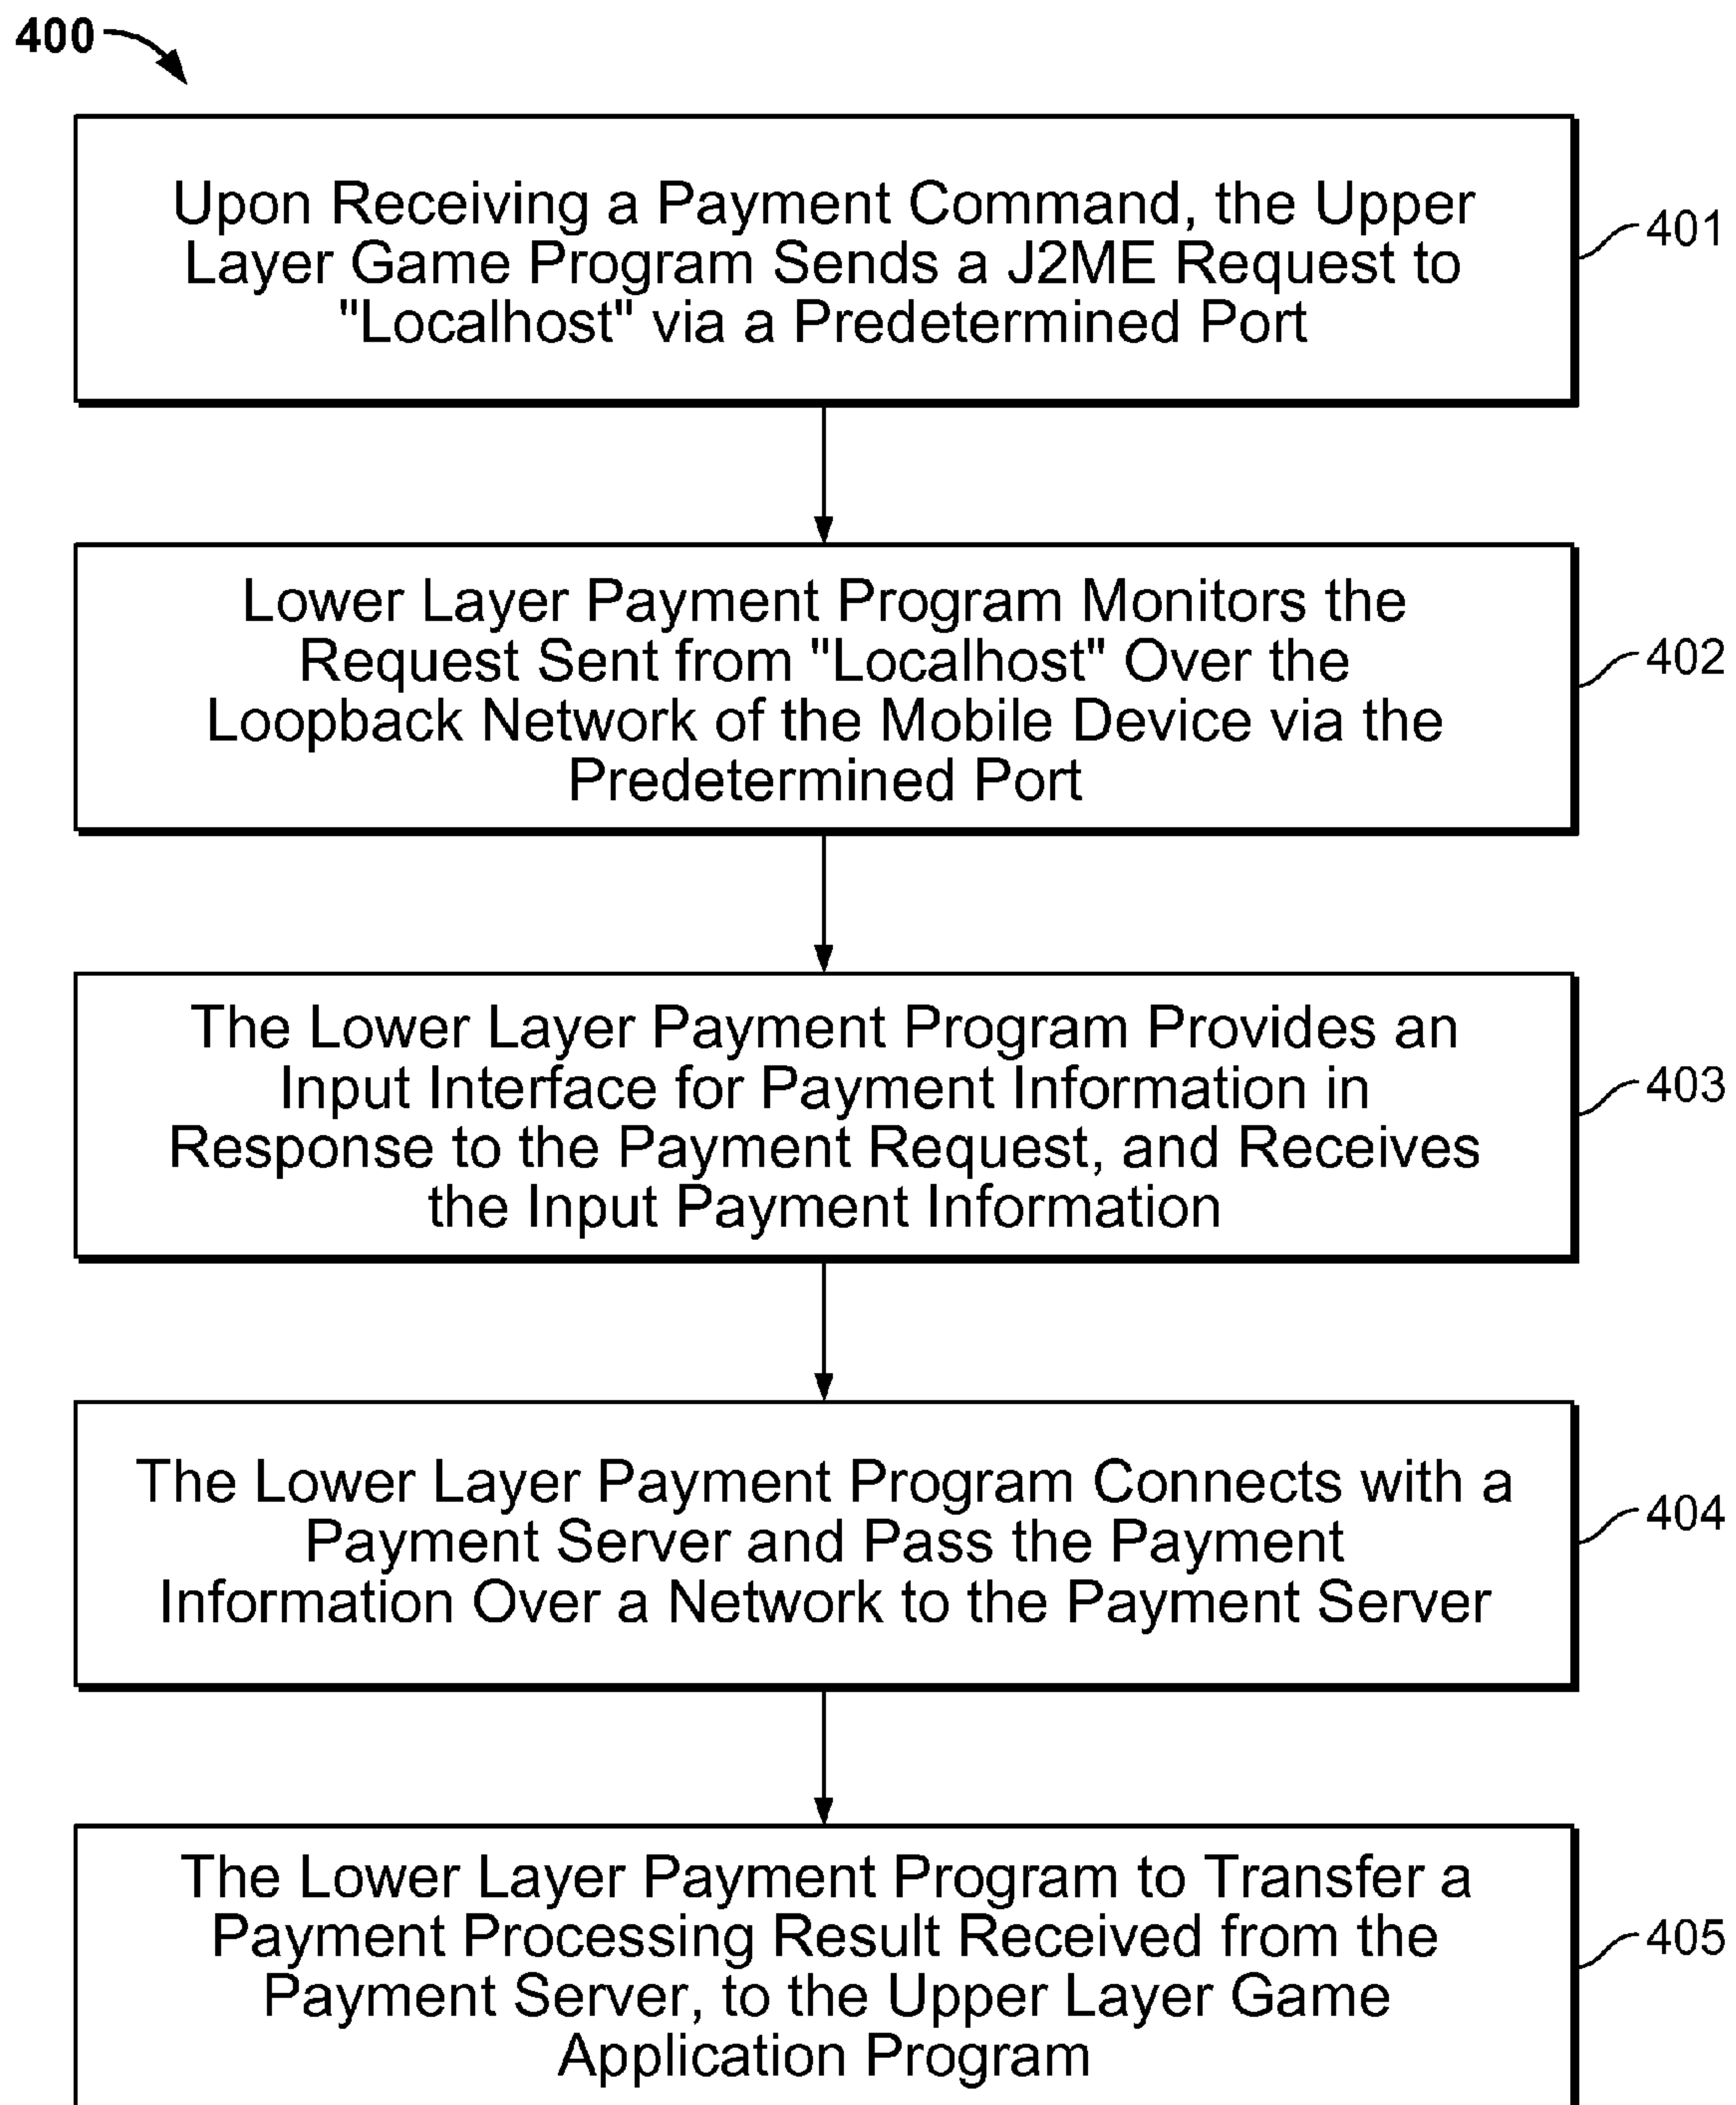 400
Upon Receiving a Payment Command, the Upper
Layer Game Program Sends a J2ME Request to
"Localhost" via a Predetermined Port
401
Lower Layer Payment Program Monitors the
Request Sent from "Localhost" Over the
Loopback Network of the Mobile Device via the
Predetermined Port
402
The Lower Layer Payment Program Provides an
Input Interface for Payment Information in
Response to the Payment Request, and Receives
the Input Payment Information
403
The Lower Layer Payment Program Connects with a
Payment Server and Pass the Payment
Information Over a Network to the Payment Server
404
The Lower Layer Payment Program to Transfer a
Payment Processing Result Received from the
Payment Server, to the Upper Layer Game
Application Program
405